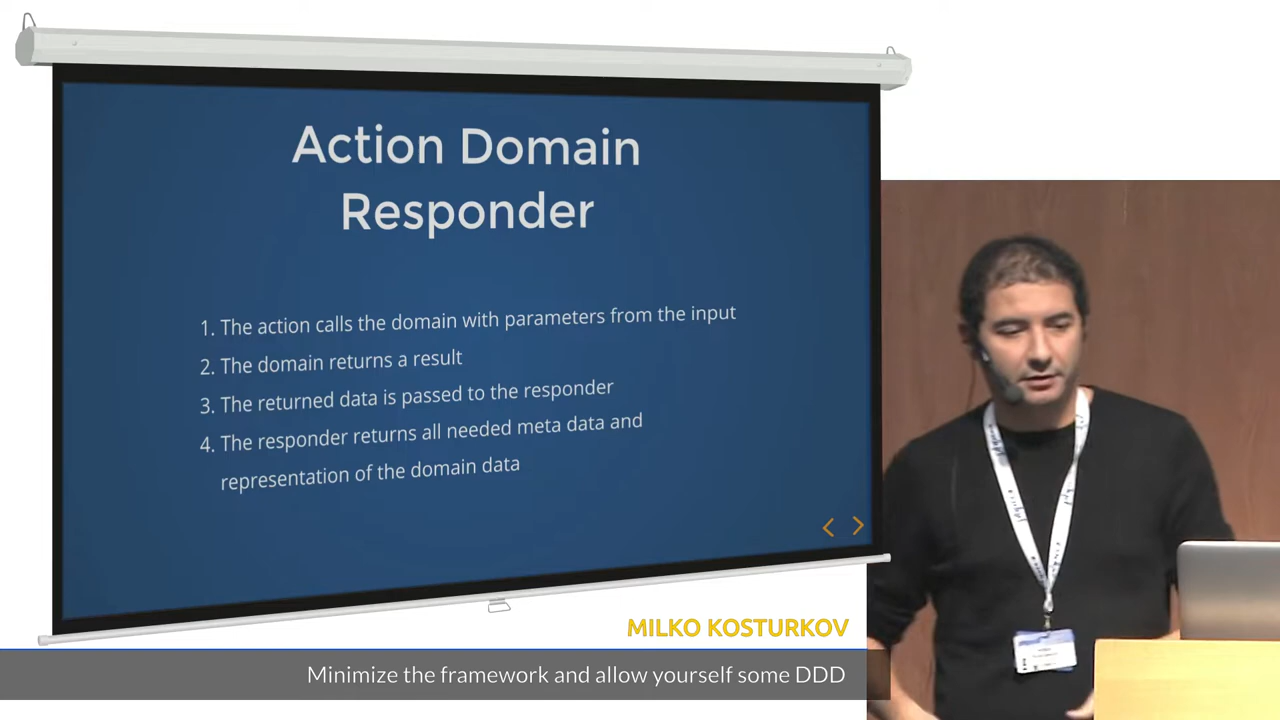 Action Domain
Responder
1. The action calls the domain with parameters from the input
2. The domain returns a result
3. The returned data is passed to the responder
4. The responder returns all needed meta data and
representation of the domain data
MILKO KOSTURKOV
Minimize the framework and allow yourself some DDD